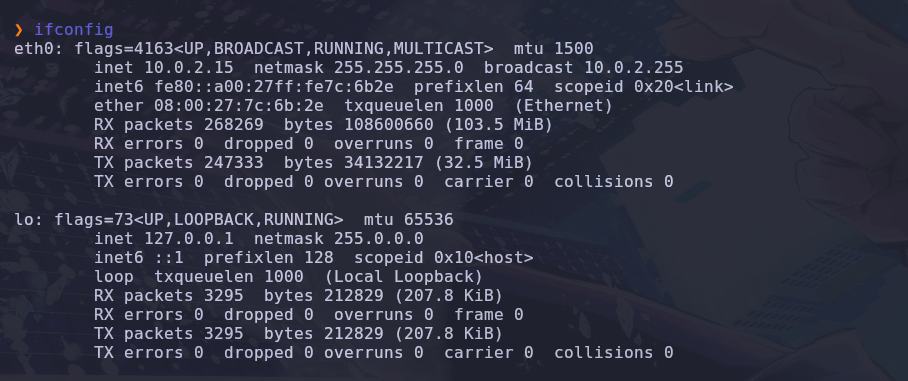 ❯ ifconfig
eth0: flags=4163<UP,BROADCAST,RUNNING,MULTICAST>  mtu 1500
        inet 10.0.2.15  netmask 255.255.255.0  broadcast 10.0.2.255
        inet6 fe80::a00:27ff:fe7c:6b2e  prefixlen 64  scopeid 0x20<link>
        ether 08:00:27:7c:6b:2e  txqueuelen 1000  (Ethernet)
        RX packets 268269  bytes 108600660 (103.5 MiB)
        RX errors 0  dropped 0  overruns 0  frame 0
        TX packets 247333  bytes 34132217 (32.5 MiB)
        TX errors 0  dropped 0 overruns 0  carrier 0  collisions 0

lo: flags=73<UP,LOOPBACK,RUNNING>  mtu 65536
        inet 127.0.0.1  netmask 255.0.0.0
        inet6 ::1  prefixlen 128  scopeid 0x10<host>
        loop  txqueuelen 1000  (Local Loopback)
        RX packets 3295  bytes 212829 (207.8 KiB)
        RX errors 0  dropped 0  overruns 0  frame 0
        TX packets 3295  bytes 212829 (207.8 KiB)
        TX errors 0  dropped 0 overruns 0  carrier 0  collisions 0